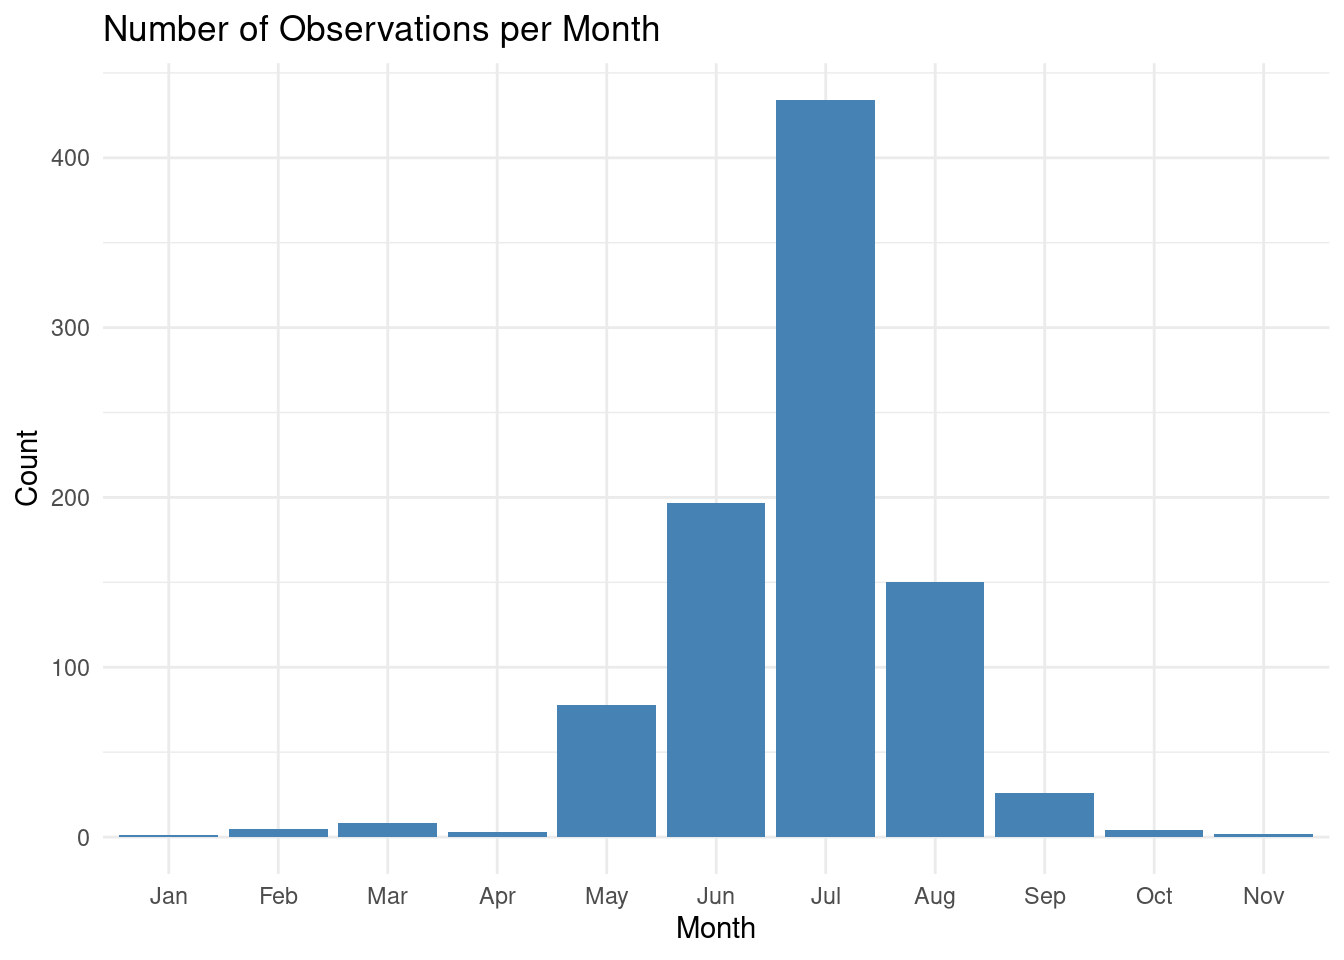 Number of Observations per Month
Count
400
300
200
100
0
Jan Feb Mar Apr May Jun Jul Aug Sep Oct Nov
Month